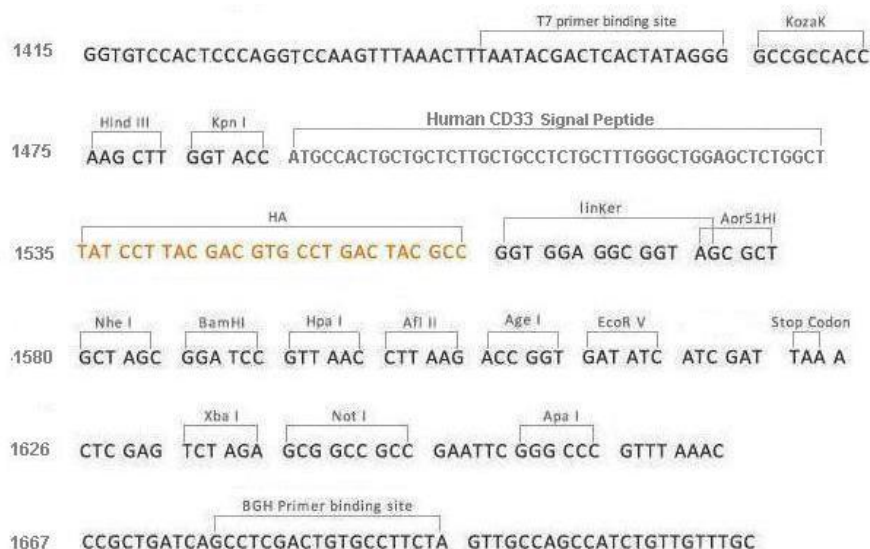 T7 primer binding site KozaK
1415 GGTGTCCACTCCCAGGTCCAAGTTTAAACTTTAATACGACTCACTATAGGG GCCGCCACC
Hind III Kpn I Human CD33 Signal Peptide
1475 AAG CTT GGT ACC ATGCCACTGCTGCTCTTGCTGCCTCTGCTTTGGGCTGGAGCTCTGGCT
HA linKer Aor51HI
1535 TAT CCT TAC GAC GTG CCT GAC TAC GCC GGT GGA GGC GGT AGC GCT
Nhe I BamHI Hpa I Afl II Age I EcoR V Stop Codon
1580 GCT AGC GGA TCC GTT AAC CTT AAG ACC GGT GAT ATC ATC GAT TAA A
Xba I Not I Apa I
1626 CTC GAG TCT AGA GCG GCC GCC GAATTC GGG CCC GTTT AAAC
BGH Primer binding site
1667 CCGCTGATCAGCCTCGACTGTGCCTTCTA GTTGCCAGCCATCTGTTGTTTGC